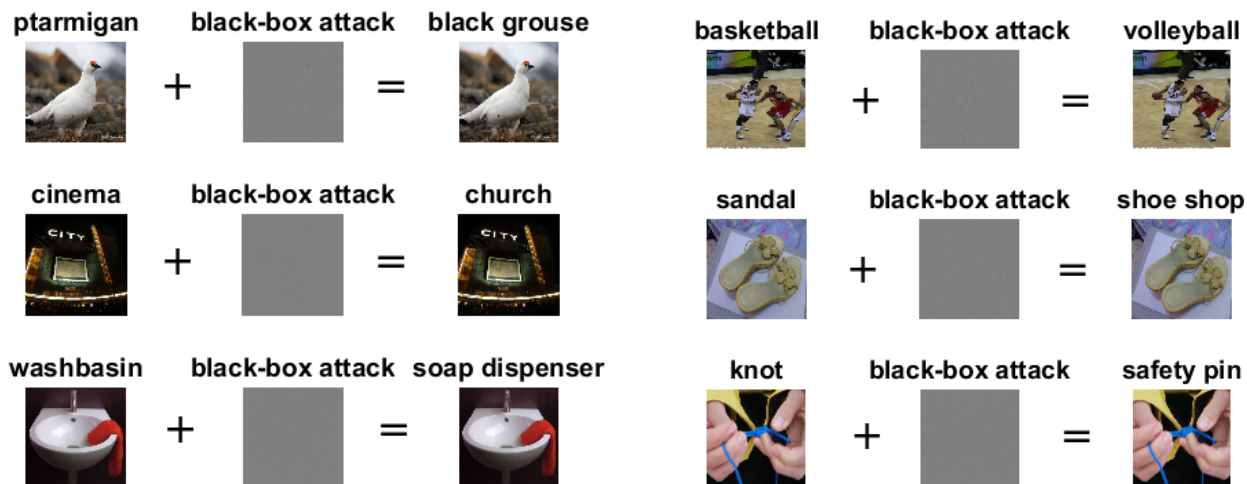 ptarmigan black-box attack black grouse
+ =
cinema black-box attack church
CITY + = CITY
washbasin black-box attack soap dispenser
+ =
basketball black-box attack volleyball
+ =
sandal black-box attack shoe shop
+ =
knot black-box attack safety pin
+ =